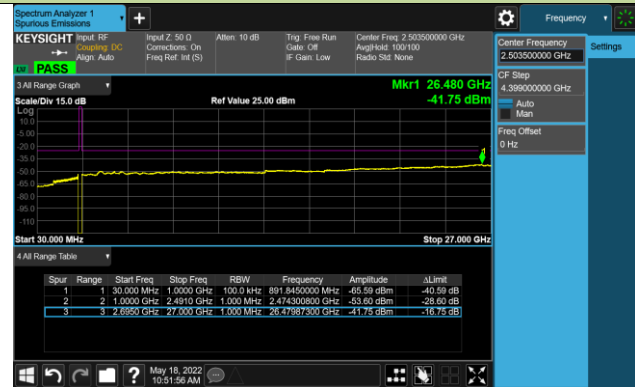 Spectrum Analyzer 1
Spurious Emissions
Frequency
KEYSIGHT
Input: RF
Coupling: DC
Align: Auto
Input Z: 50 Ω
Corrections: On
Freq Ref: Int (S)
Atten: 10 dB
Trig: Free Run
Gate: Off
IF Gain: Low
Center Freq: 2.503500000 GHz
Avg|Hold: 100/100
Radio Std: None
PASS
Center Frequency
2.503500000 GHz
Settings
CF Step
4.399000000 GHz
Auto
Man
Freq Offset
0 Hz
3 All Range Graph
Mkr1 26.480 GHz
Scale/Div 15.0 dB
Ref Value 25.00 dBm
-41.75 dBm
Log
10.0
-5.00
-20.0
-35.0
-50.0
-65.0
-80.0
-95.0
-110
Start 30.000 MHz
Stop 27.000 GHz
4 All Range Table
Spur Range Start Freq Stop Freq RBW Frequency Amplitude ΔLimit
1 1 30.000 MHz 1.0000 GHz 100.0 kHz 891.8450000 MHz -65.59 dBm -40.59 dB
2 2 1.0000 GHz 2.4910 GHz 1.000 MHz 2.474300800 GHz -53.60 dBm -28.60 dB
3 3 2.6950 GHz 27.000 GHz 1.000 MHz 26.47987300 GHz -41.75 dBm -16.75 dB
May 18, 2022
10:51:56 AM